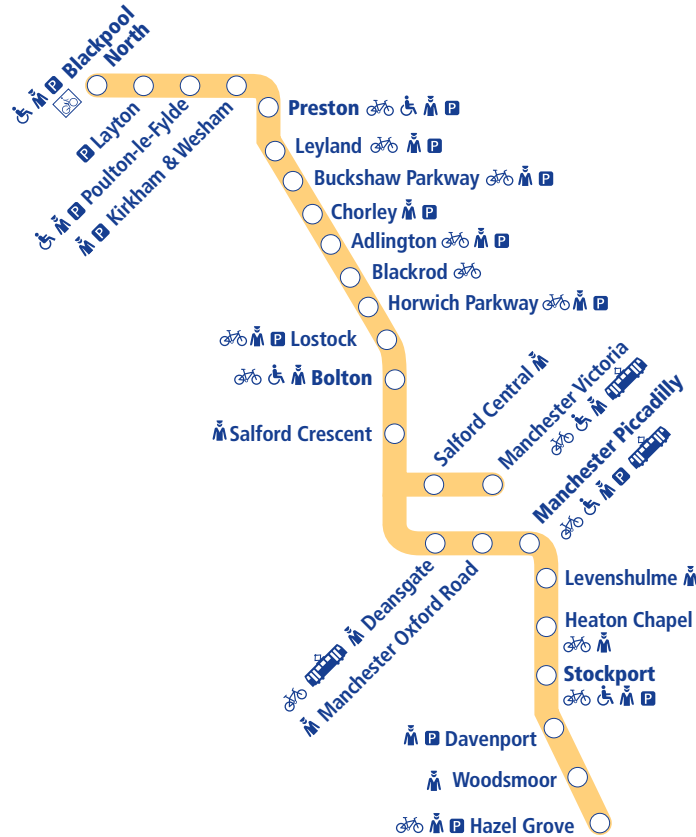 Blackpool
North
P
P Layton
P Poulton-le-Fylde
P Kirkham & Wesham
Preston P
Leyland P
Buckshaw Parkway P
Chorley P
Adlington P
Blackrod
Horwich Parkway P
P Lostock
Bolton
Salford Crescent
Salford Central
Manchester Victoria
Manchester Piccadilly
P
Deansgate
Manchester Oxford Road
Levenshulme
Heaton Chapel
Stockport
P
P Davenport
Woodsmoor
P Hazel Grove